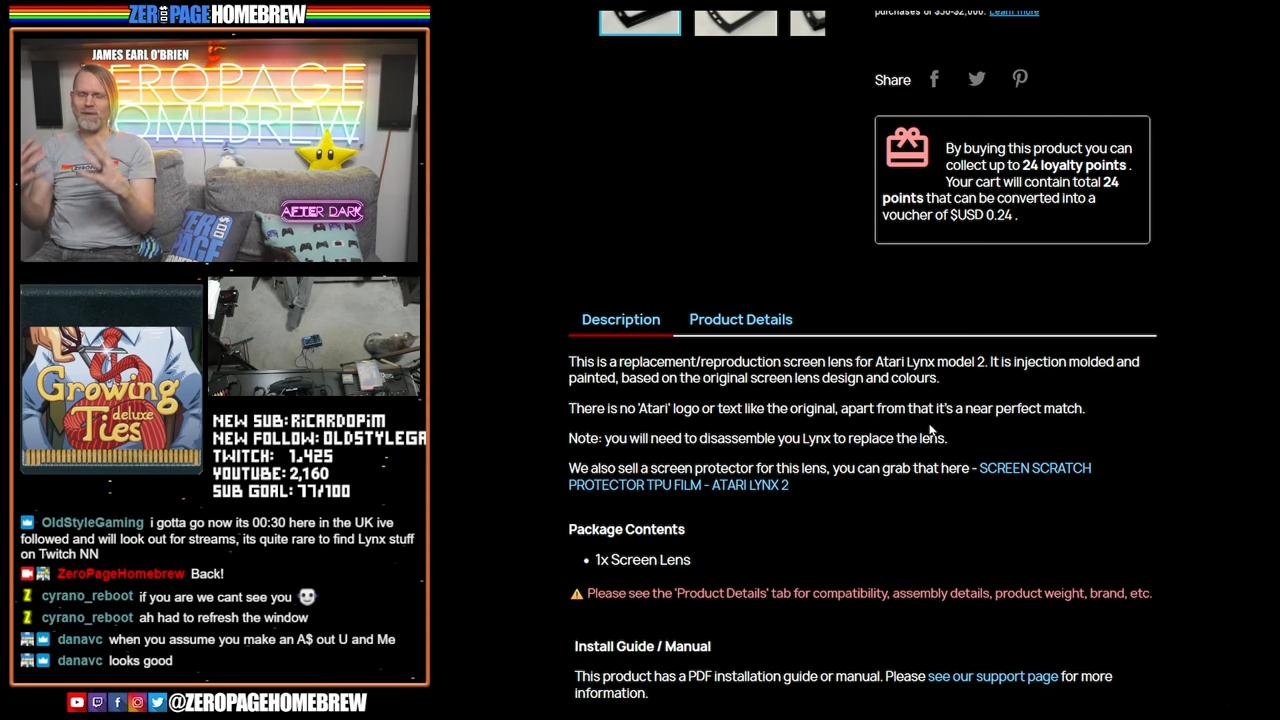 ZEROPAGEHOMEBREW
JAMES EARL O'BRIEN
EROPAGE
HOMEBREW
AFTER DARK
ZERO
PAGE
Growing
deluxe
Ties
NEW SUB: RiCARDOPiM
NEW FOLLOW: OLDSTYLEGA
TWITCH: 1,425
YOUTUBE: 2,160
SUB GOAL: 77/100
OldStyleGaming i gotta go now its 00:30 here in the UK ive
followed and will look out for streams, its quite rare to find Lynx stuff
on Twitch NN
ZeroPageHomebrew Back!
cyrano_reboot if you are we cant see you
cyrano_reboot ah had to refresh the window
danavc when you assume you make an A$ out U and Me
danavc looks good
@ZEROPAGEHOMEBREW
purchases of $50-$2,000. Learn more
Share
By buying this product you can
collect up to 24 loyalty points .
Your cart will contain total 24
points that can be converted into a
voucher of $USD 0.24 .
Description Product Details
This is a replacement/reproduction screen lens for Atari Lynx model 2. It is injection molded and
painted, based on the original screen lens design and colours.
There is no 'Atari' logo or text like the original, apart from that it's a near perfect match.
Note: you will need to disassemble you Lynx to replace the lens.
We also sell a screen protector for this lens, you can grab that here - SCREEN SCRATCH
PROTECTOR TPU FILM - ATARI LYNX 2
Package Contents
• 1x Screen Lens
Please see the 'Product Details' tab for compatibility, assembly details, product weight, brand, etc.
Install Guide / Manual
This product has a PDF installation guide or manual. Please see our support page for more
information.